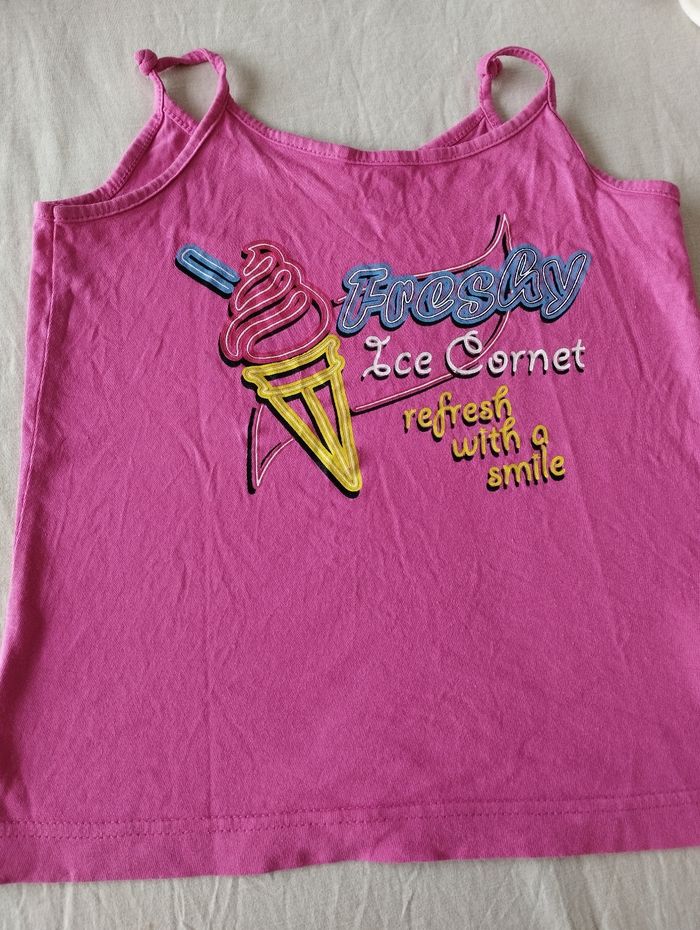 Freshy
Ice Cornet
refresh
with a
smile